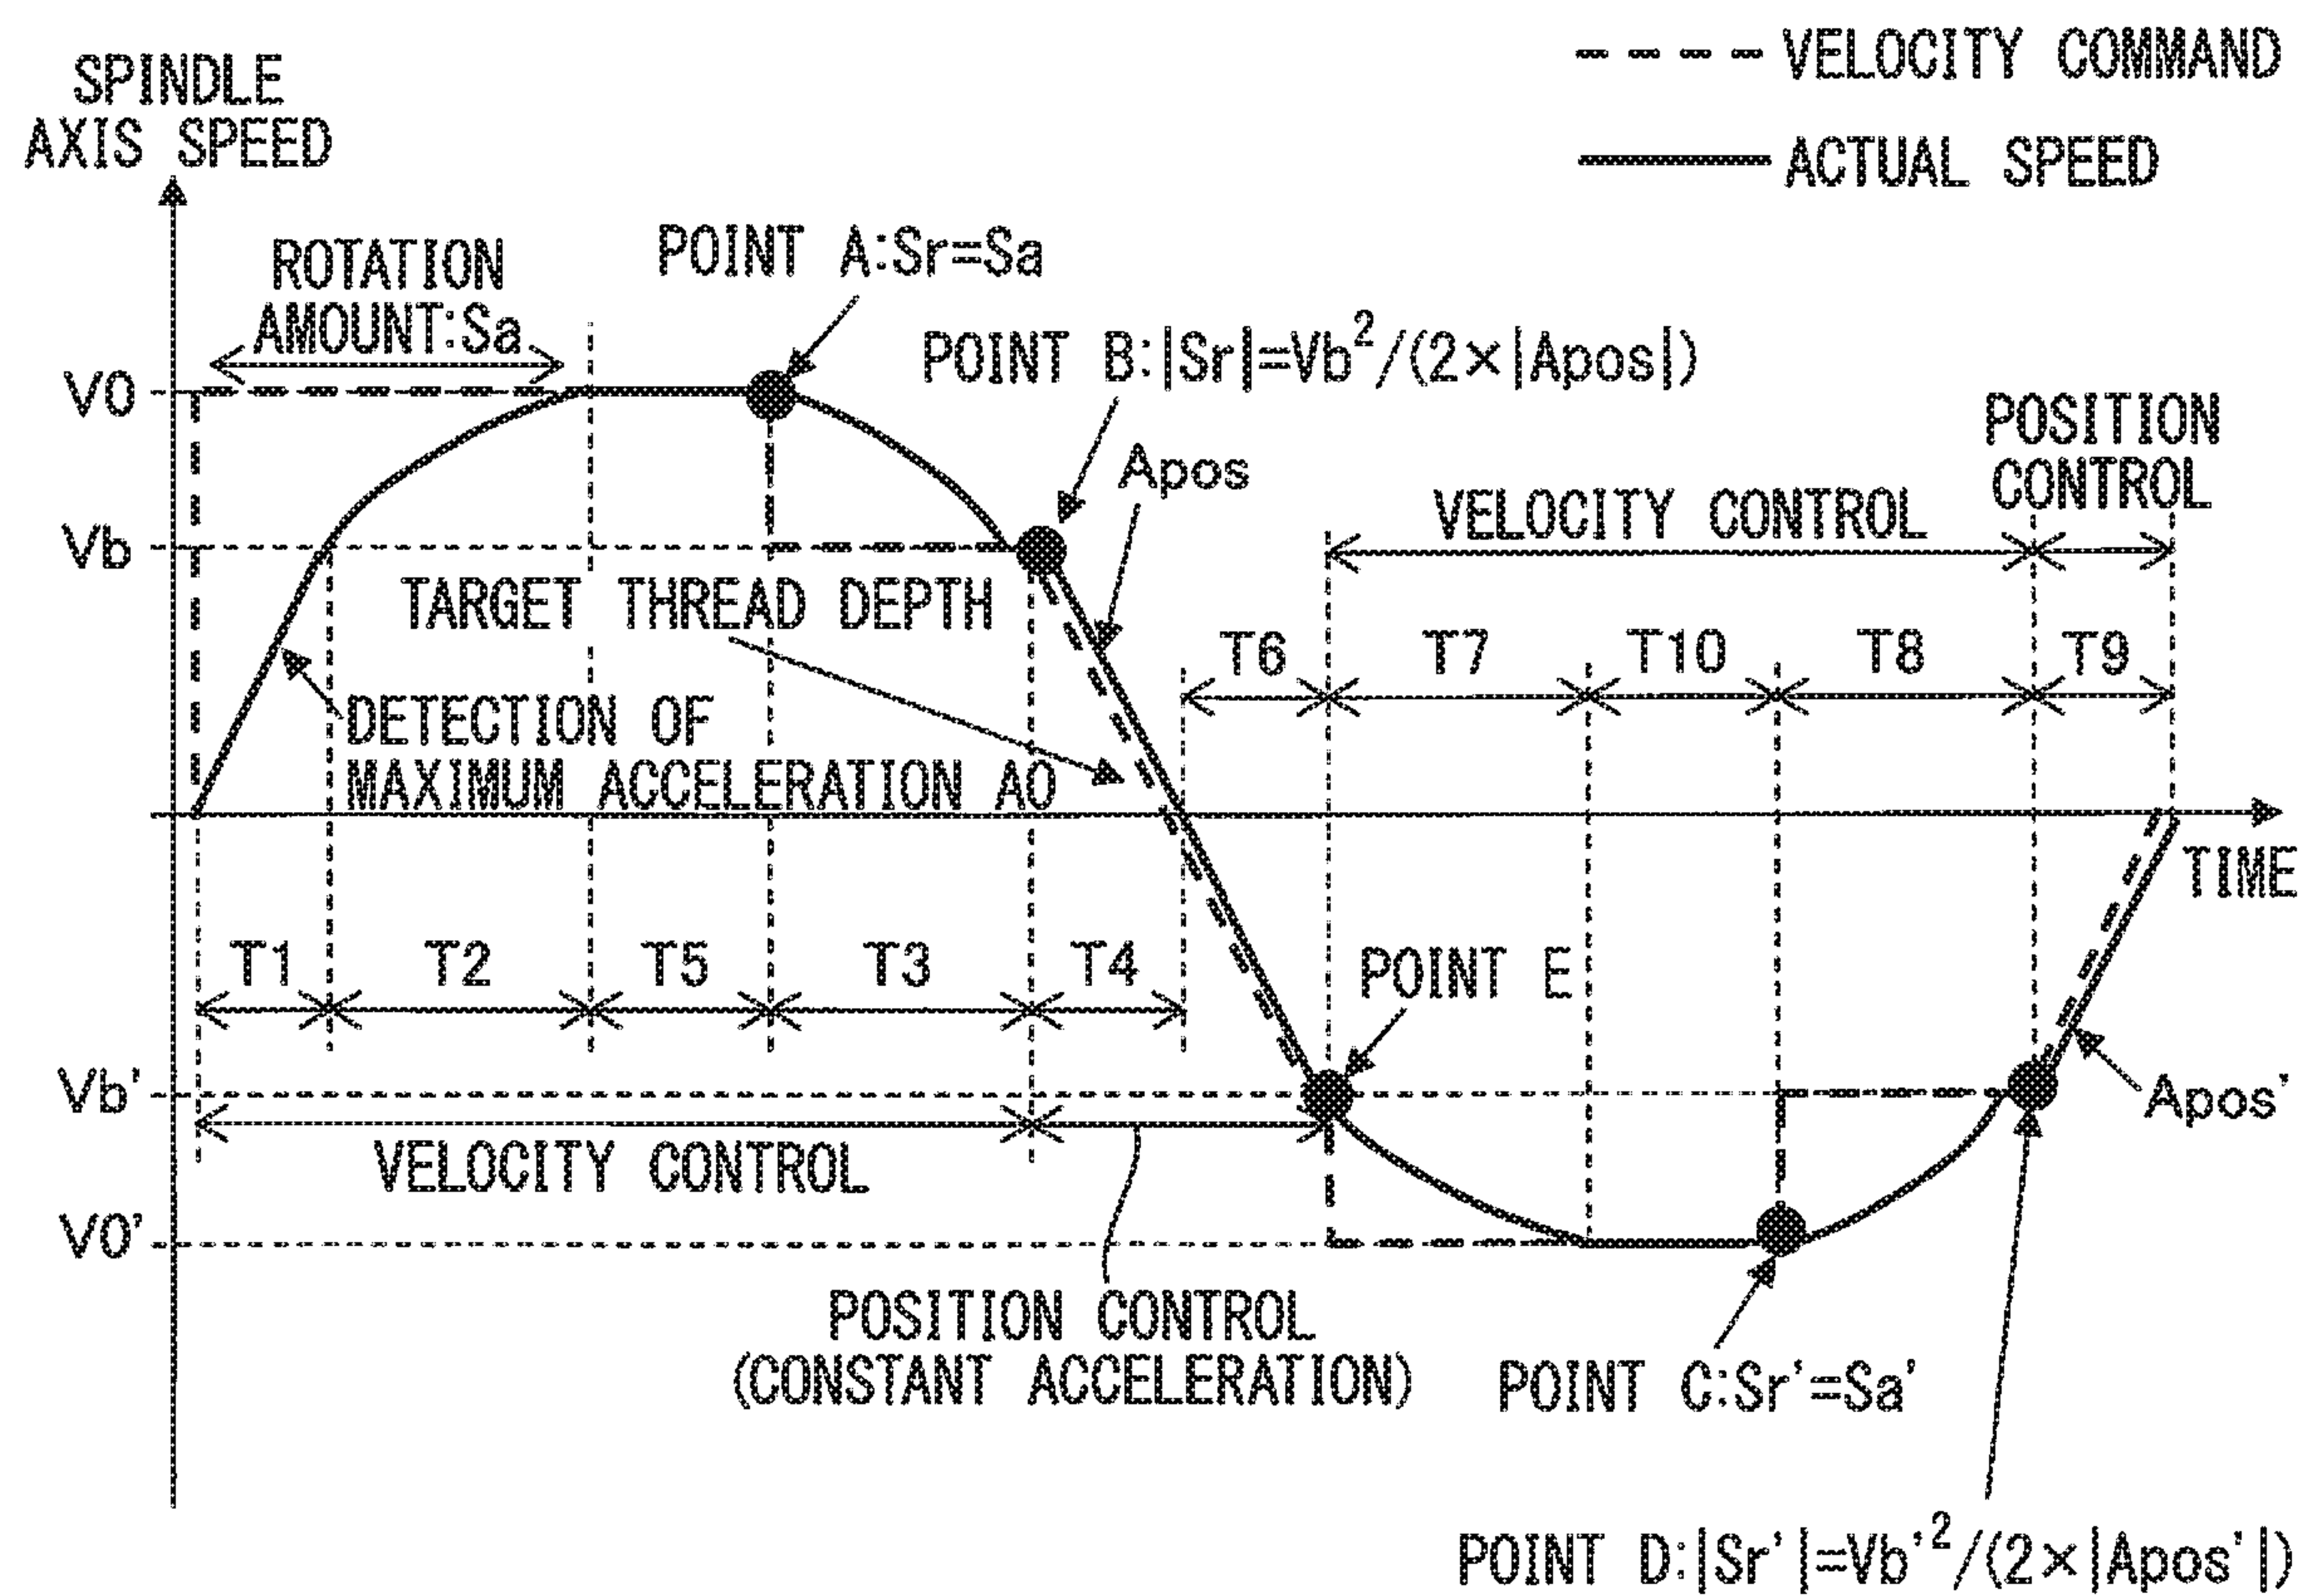 VELOCITY COMMAND
ACTUAL SPEED
SPINDLE
AXIS SPEED
ROTATION
AMOUNT:Sa
POINT A:Sr=Sa
POINT B:|Sr|=Vb²/(2×|Apos|)
V0
Apos
POSITION
CONTROL
VELOCITY CONTROL
Vb
TARGET THREAD DEPTH
T6
T7
T10
T8
T9
DETECTION OF
MAXIMUM ACCELERATION A0
TIME
T1
T2
T5
T3
T4
POINT E
Vb'
Apos'
VELOCITY CONTROL
V0'
POSITION CONTROL
(CONSTANT ACCELERATION)
POINT C:Sr'=Sa'
POINT D:|Sr'|=Vb'²/(2×|Apos'|)